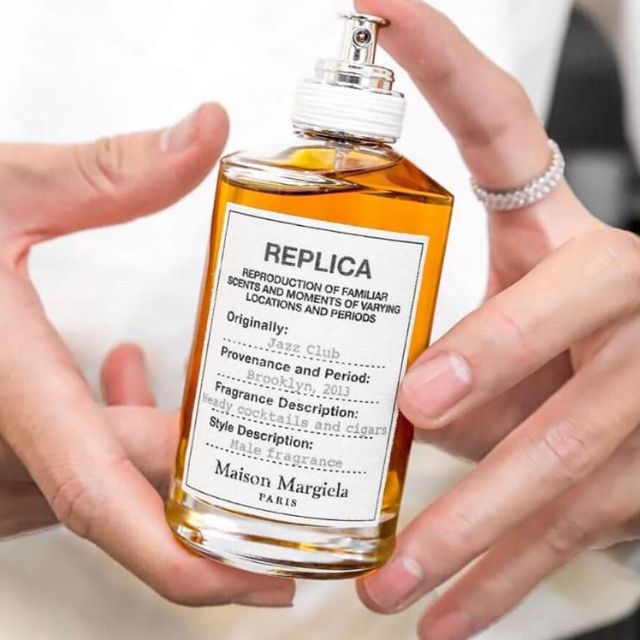 REPLICA
REPRODUCTION OF FAMILIAR
SCENTS AND MOMENTS OF VARYING
LOCATIONS AND PERIODS
Originally:
Jazz Club
Provenance and Period:
Brooklyn, 2013
Fragrance Description:
Heady cocktails and cigars
Style Description:
Male fragrance
Maison Margiela
PARIS